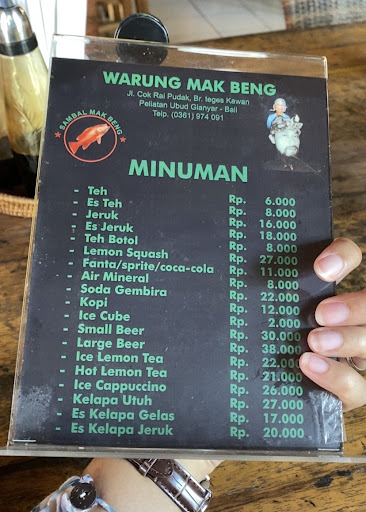 WARUNG MAK BENG
Jl. Cok Rai Pudak, Br. teges Kawan
Peliatan Ubud Gianyar - Bali
Telp. (0361) 974 091
SAMBAL MAK BENG
MINUMAN
- Teh Rp. 6.000
- Es Teh Rp. 8.000
- Jeruk Rp. 16.000
- Es Jeruk Rp. 18.000
- Teh Botol Rp. 8.000
- Lemon Squash Rp. 27.000
- Fanta/sprite/coca-cola Rp. 11.000
- Air Mineral Rp. 8.000
- Soda Gembira Rp. 22.000
- Kopi Rp. 12.000
- Ice Cube Rp. 2.000
- Small Beer Rp. 30.000
- Large Beer Rp. 38.000
- Ice Lemon Tea Rp. 22.000
- Hot Lemon Tea Rp. 21.000
- Ice Cappuccino Rp. 26.000
- Kelapa Utuh Rp. 27.000
- Es Kelapa Gelas Rp. 17.000
- Es Kelapa Jeruk Rp. 20.000